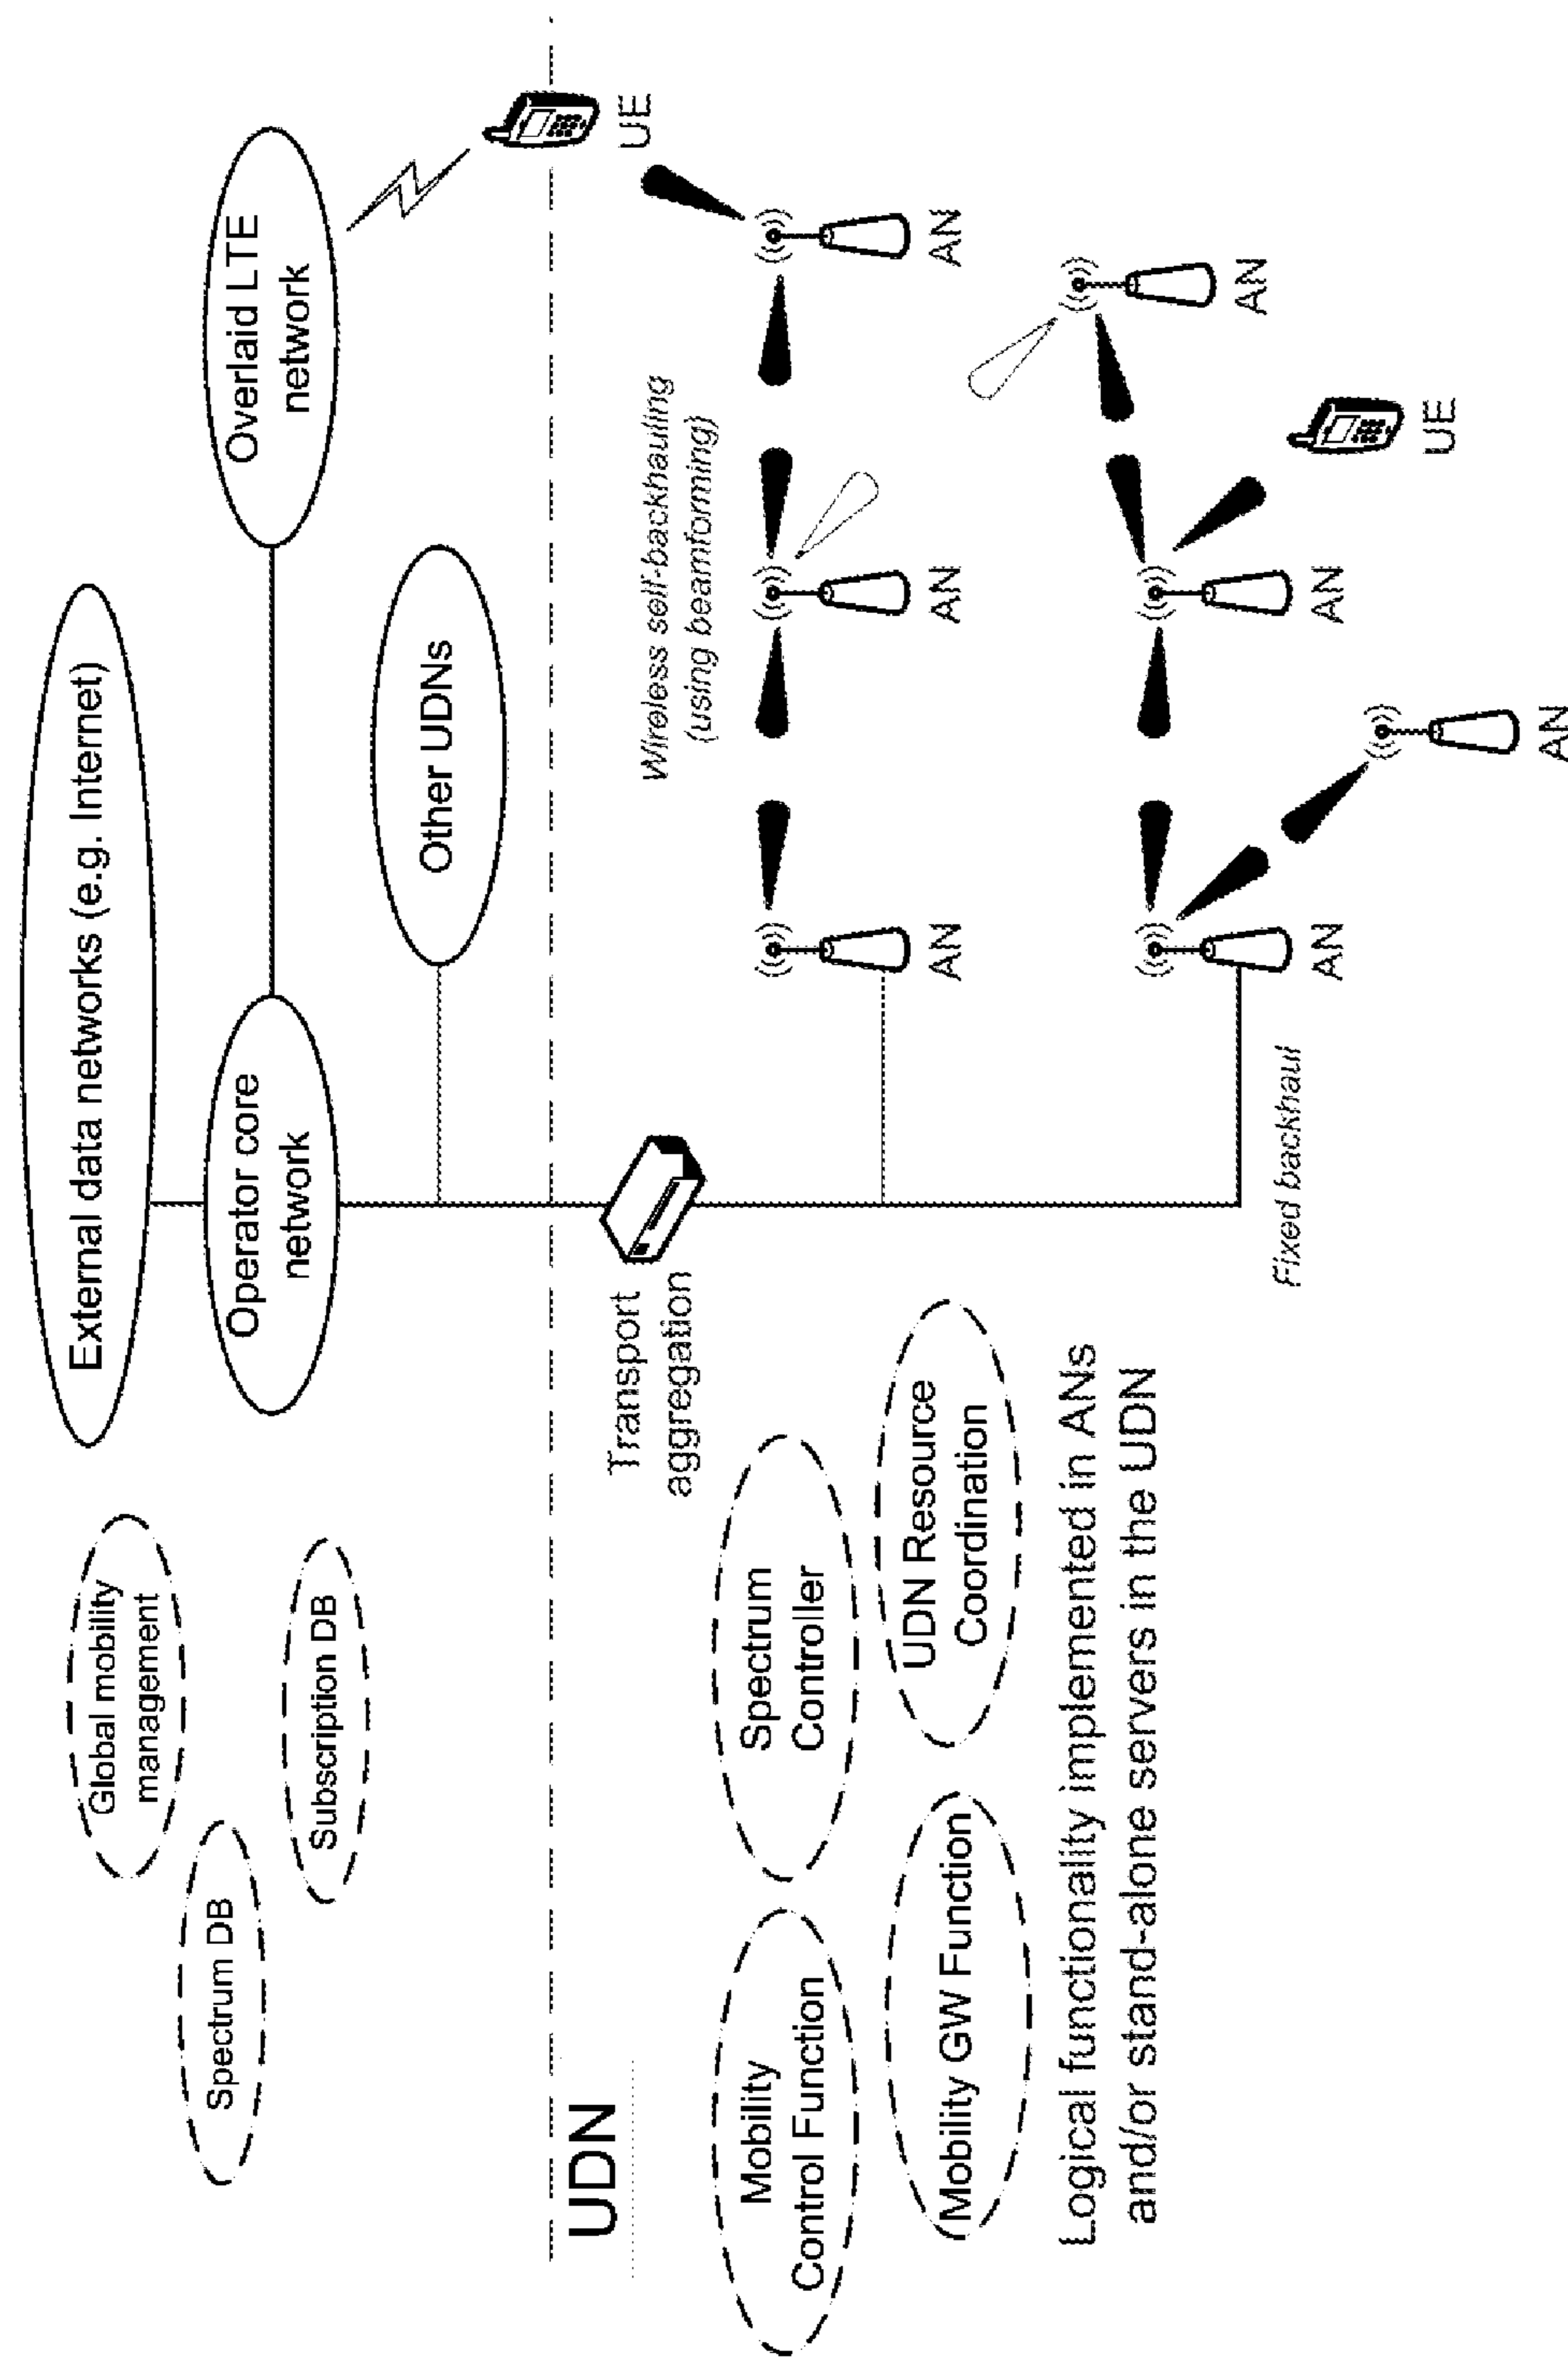 External data networks (e.g. Internet)
Global mobility
management
Spectrum DB
Subscription DB
Operator core
network
Overlaid LTE
network
Other UDNs
UDN
UE
Transport
aggregation
Wireless self-backhauling
(using beamforming)
Mobility
Control Function
Spectrum
Controller
Mobility GW Function
UDN Resource
Coordination
AN
AN
AN
AN
AN
AN
AN
UE
Fixed backhaul
Logical functionality implemented in ANs
and/or stand-alone servers in the UDN